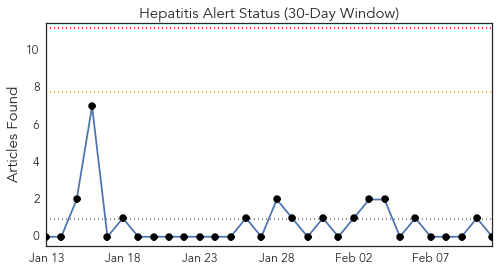 Hepatitis Alert Status (30-Day Window)
Articles Found
10
8
6
4
2
0
Jan 13 Jan 18 Jan 23 Jan 28 Feb 02 Feb 07